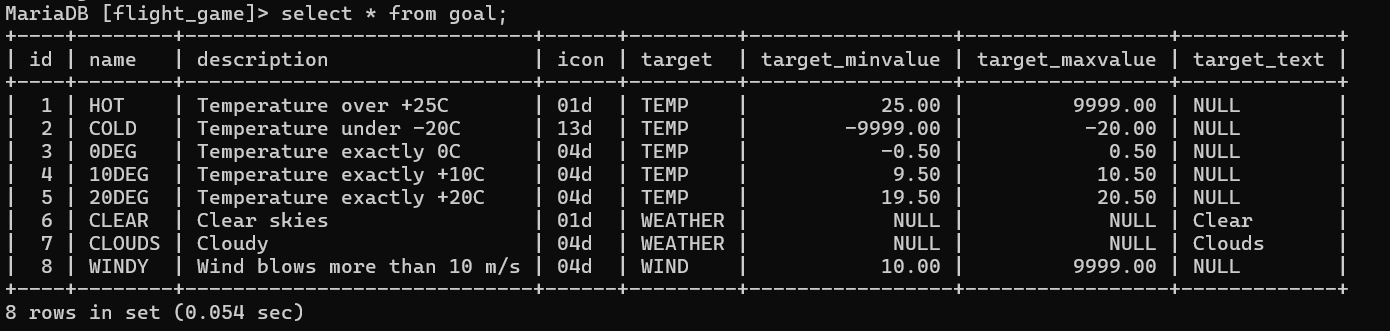 MariaDB [flight_game]> select * from goal;
+----+--------+-----------------------------+------+---------+-----------------+-----------------+-------------+
| id | name   | description                 | icon | target  | target_minvalue | target_maxvalue | target_text |
+----+--------+-----------------------------+------+---------+-----------------+-----------------+-------------+
|  1 | HOT    | Temperature over +25C       | 01d  | TEMP    |           25.00 |         9999.00 | NULL        |
|  2 | COLD   | Temperature under -20C      | 13d  | TEMP    |        -9999.00 |          -20.00 | NULL        |
|  3 | 0DEG   | Temperature exactly 0C      | 04d  | TEMP    |           -0.50 |            0.50 | NULL        |
|  4 | 10DEG  | Temperature exactly +10C    | 04d  | TEMP    |            9.50 |           10.50 | NULL        |
|  5 | 20DEG  | Temperature exactly +20C    | 04d  | TEMP    |           19.50 |           20.50 | NULL        |
|  6 | CLEAR  | Clear skies                 | 01d  | WEATHER |            NULL |            NULL | Clear       |
|  7 | CLOUDS | Cloudy                      | 04d  | WEATHER |            NULL |            NULL | Clouds      |
|  8 | WINDY  | Wind blows more than 10 m/s | 04d  | WIND    |           10.00 |         9999.00 | NULL        |
+----+--------+-----------------------------+------+---------+-----------------+-----------------+-------------+
8 rows in set (0.054 sec)